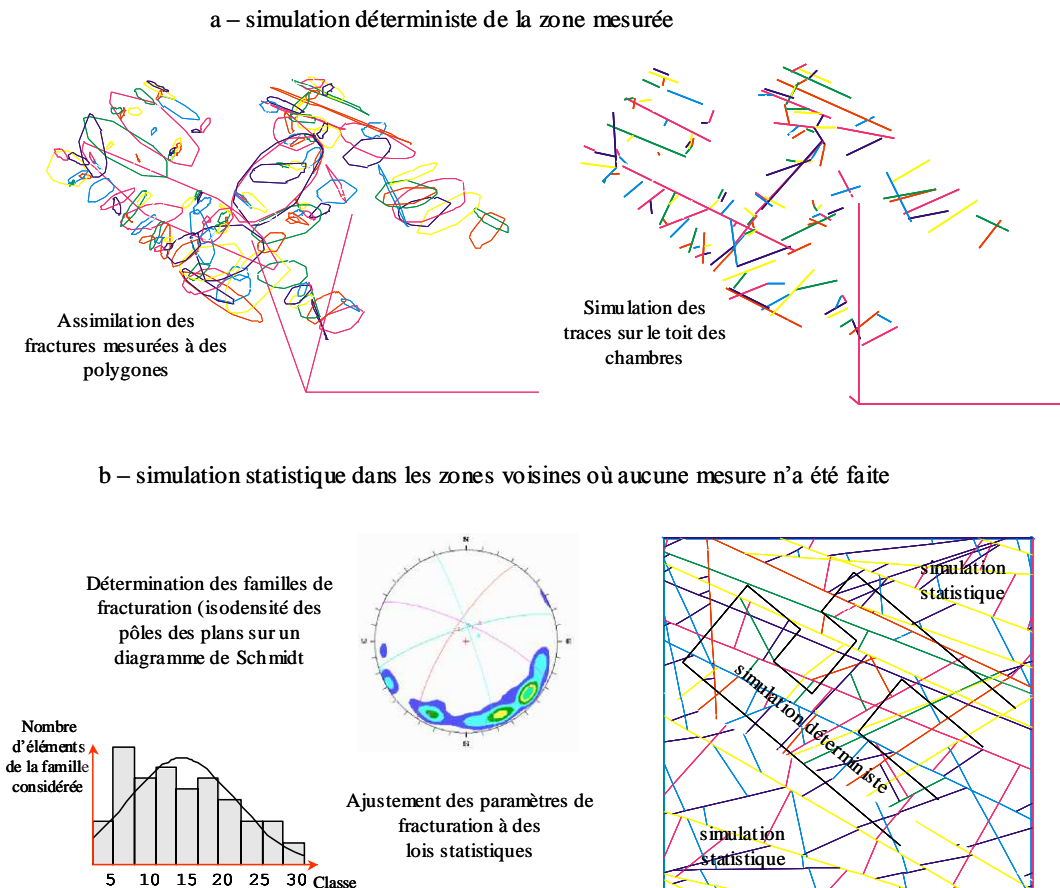 a – simulation déterministe de la zone mesurée
Assimilation des
fractures mesurées à des
polygones
Simulation des
traces sur le toit des
chambres
b – simulation statistique dans les zones voisines où aucune mesure n'a été faite
Détermination des familles de
fracturation (isodensité des
pôles des plans sur un
diagramme de Schmidt
Nombre
d'éléments
de la famille
considérée
5 10 15 20 25 30 Classe
N
E
S
Ajustement des paramètres de
fracturation à des
lois statistiques
simulation
statistique
simulation déterministe
simulation
statistique